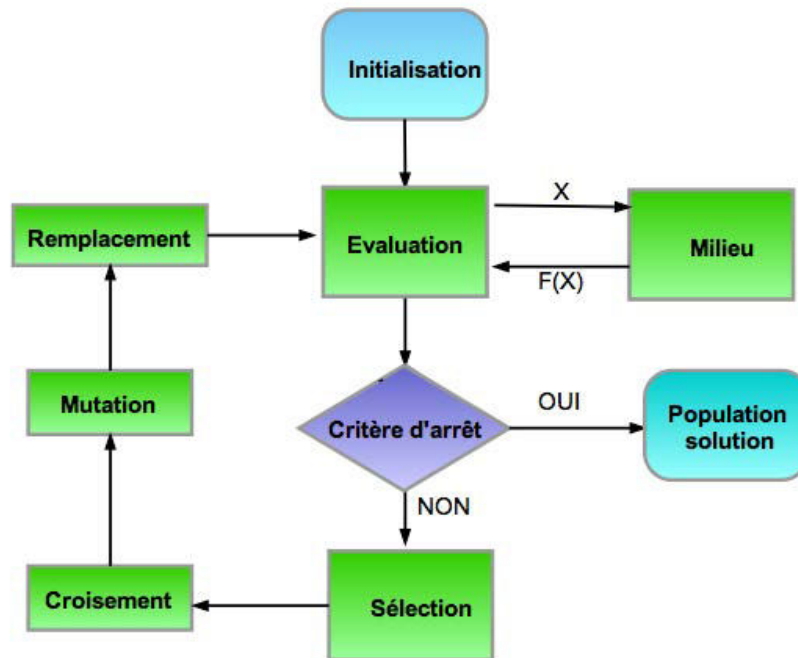 Initialisation
X
Remplacement
Evaluation
Milieu
F(X)
Mutation
OUI
Critère d'arrêt
Population
solution
NON
Croisement
Sélection